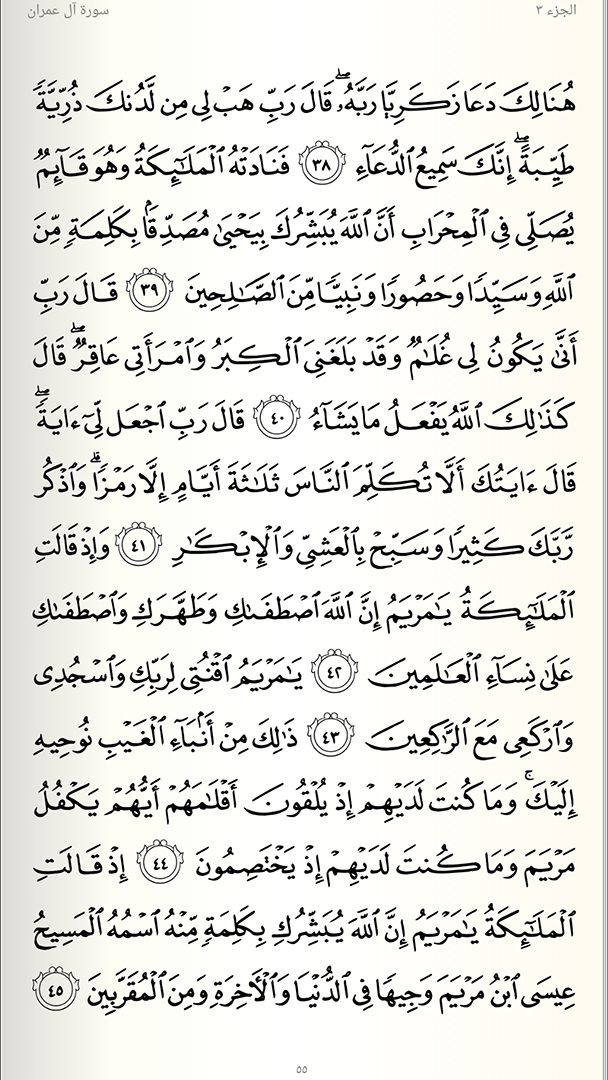 الجزء ٣
سورة آل عمران
هُنَالِكَ دَعَا زَكَرِيَّا رَبَّهُۥۖ قَالَ رَبِّ هَبۡ لِي مِن لَّدُنكَ ذُرِّيَّةٗ
طَيِّبَةًۖ إِنَّكَ سَمِيعُ ٱلدُّعَآءِ ٣٨ فَنَادَتۡهُ ٱلۡمَلَٰٓئِكَةُ وَهُوَ قَآئِمٞ
يُصَلِّي فِي ٱلۡمِحۡرَابِ أَنَّ ٱللَّهَ يُبَشِّرُكَ بِيَحۡيَىٰ مُصَدِّقَۢا بِكَلِمَةٖ مِّنَ
ٱللَّهِ وَسَيِّدٗا وَحَصُورٗا وَنَبِيّٗا مِّنَ ٱلصَّٰلِحِينَ ٣٩ قَالَ رَبِّ
أَنَّىٰ يَكُونُ لِي غُلَٰمٞ وَقَدۡ بَلَغَنِيَ ٱلۡكِبَرُ وَٱمۡرَأَتِي عَاقِرٞۖ قَالَ
كَذَٰلِكَ ٱللَّهُ يَفۡعَلُ مَا يَشَآءُ ٤٠ قَالَ رَبِّ ٱجۡعَل لِّيٓ ءَايَةٗۖ
قَالَ ءَايَتُكَ أَلَّا تُكَلِّمَ ٱلنَّاسَ ثَلَٰثَةَ أَيَّامٍ إِلَّا رَمۡزٗاۗ وَٱذۡكُر
رَّبَّكَ كَثِيرٗا وَسَبِّحۡ بِٱلۡعَشِيِّ وَٱلۡإِبۡكَٰرِ ٤١ وَإِذۡ قَالَتِ
ٱلۡمَلَٰٓئِكَةُ يَٰمَرۡيَمُ إِنَّ ٱللَّهَ ٱصۡطَفَىٰكِ وَطَهَّرَكِ وَٱصۡطَفَىٰكِ
عَلَىٰ نِسَآءِ ٱلۡعَٰلَمِينَ ٤٢ يَٰمَرۡيَمُ ٱقۡنُتِي لِرَبِّكِ وَٱسۡجُدِي
وَٱرۡكَعِي مَعَ ٱلرَّٰكِعِينَ ٤٣ ذَٰلِكَ مِنۡ أَنۢبَآءِ ٱلۡغَيۡبِ نُوحِيهِ
إِلَيۡكَۚ وَمَا كُنتَ لَدَيۡهِمۡ إِذۡ يُلۡقُونَ أَقۡلَٰمَهُمۡ أَيُّهُمۡ يَكۡفُلُ
مَرۡيَمَ وَمَا كُنتَ لَدَيۡهِمۡ إِذۡ يَخۡتَصِمُونَ ٤٤ إِذۡ قَالَتِ
ٱلۡمَلَٰٓئِكَةُ يَٰمَرۡيَمُ إِنَّ ٱللَّهَ يُبَشِّرُكِ بِكَلِمَةٖ مِّنۡهُ ٱسۡمُهُ ٱلۡمَسِيحُ
عِيسَى ٱبۡنُ مَرۡيَمَ وَجِيهٗا فِي ٱلدُّنۡيَا وَٱلۡأٓخِرَةِ وَمِنَ ٱلۡمُقَرَّبِينَ ٤٥
٥٥